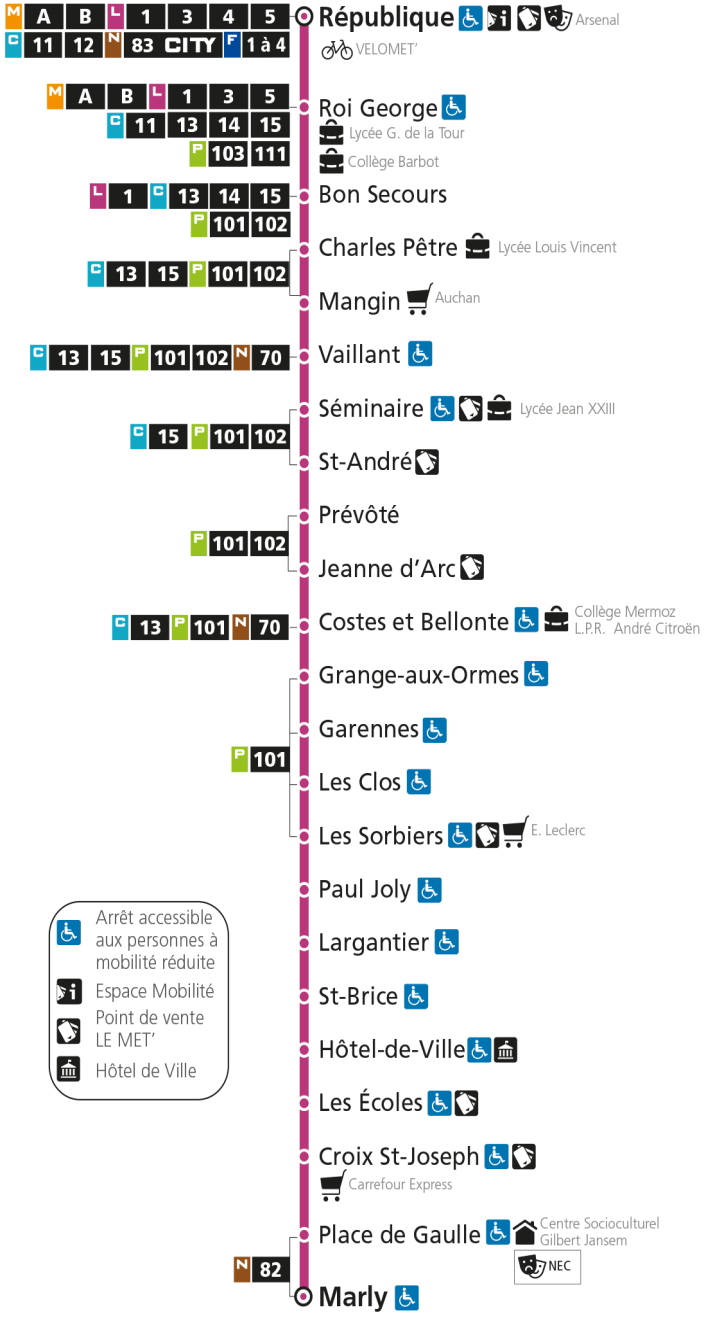 M A B L 1 3 4 5 République Arsenal
C 11 12 N 83 CITY F 1 à 4 VELOMET’
M A B L 1 3 5 Roi George
C 11 13 14 15 Lycée G. de la Tour
P 103 111 Collège Barbot
L 1 C 13 14 15 Bon Secours
P 101 102
Charles Pêtre Lycée Louis Vincent
C 13 15 P 101 102
Mangin Auchan
C 13 15 P 101 102 N 70 Vaillant
Séminaire Lycée Jean XXIII
C 15 P 101 102
St-André
Prévôté
P 101 102
Jeanne d’Arc
C 13 P 101 N 70 Costes et Bellonte Collège Mermoz
L.P.R. André Citroën
Grange-aux-Ormes
Garennes
P 101
Les Clos
Les Sorbiers E. Leclerc
Paul Joly
Largantier
St-Brice
Hôtel-de-Ville
Les Écoles
Croix St-Joseph
Carrefour Express
Place de Gaulle Centre Socioculturel
Gilbert Jansem
NEC
N 82
Marly
Arrêt accessible
aux personnes à
mobilité réduite
i Espace Mobilité
Point de vente
LE MET’
Hôtel de Ville